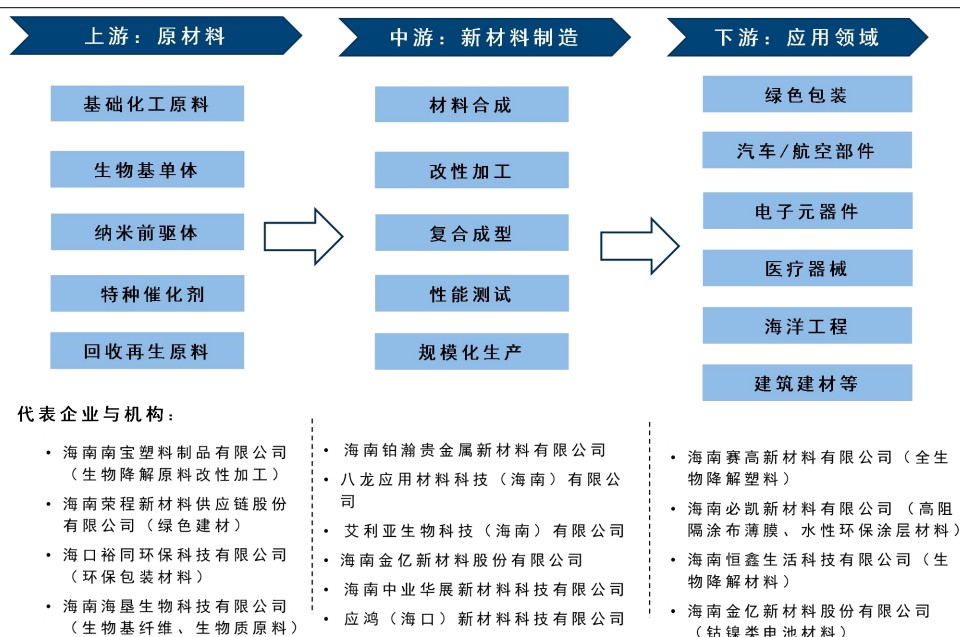 上游：原材料
基础化工原料
生物基单体
纳米前驱体
特种催化剂
回收再生原料
中游：新材料制造
材料合成
改性加工
复合成型
性能测试
规模化生产
下游：应用领域
绿色包装
汽车/航空部件
电子元器件
医疗器械
海洋工程
建筑建材等
代表企业与机构：
• 海南南宝塑料制品有限公司
（生物降解原料改性加工）
• 海南荣程新材料供应链股份
有限公司（绿色建材）
• 海口裕同环保科技有限公司
（环保包装材料）
• 海南海垦生物科技有限公司
（生物基纤维、生物质原料）
• 海南铂瀚贵金属新材料有限公司
• 八龙应用材料科技（海南）有限公
司
• 艾利亚生物科技（海南）有限公司
• 海南金亿新材料股份有限公司
• 海南中业华展新材料科技有限公司
• 应鸿（海口）新材料科技有限公司
• 海南赛高新材料有限公司（全生
物降解塑料）
• 海南必凯新材料有限公司（高阻
隔涂布薄膜、水性环保涂层材料）
• 海南恒鑫生活科技有限公司（生
物降解材料）
• 海南金亿新材料股份有限公司
（钴镍类电池材料）